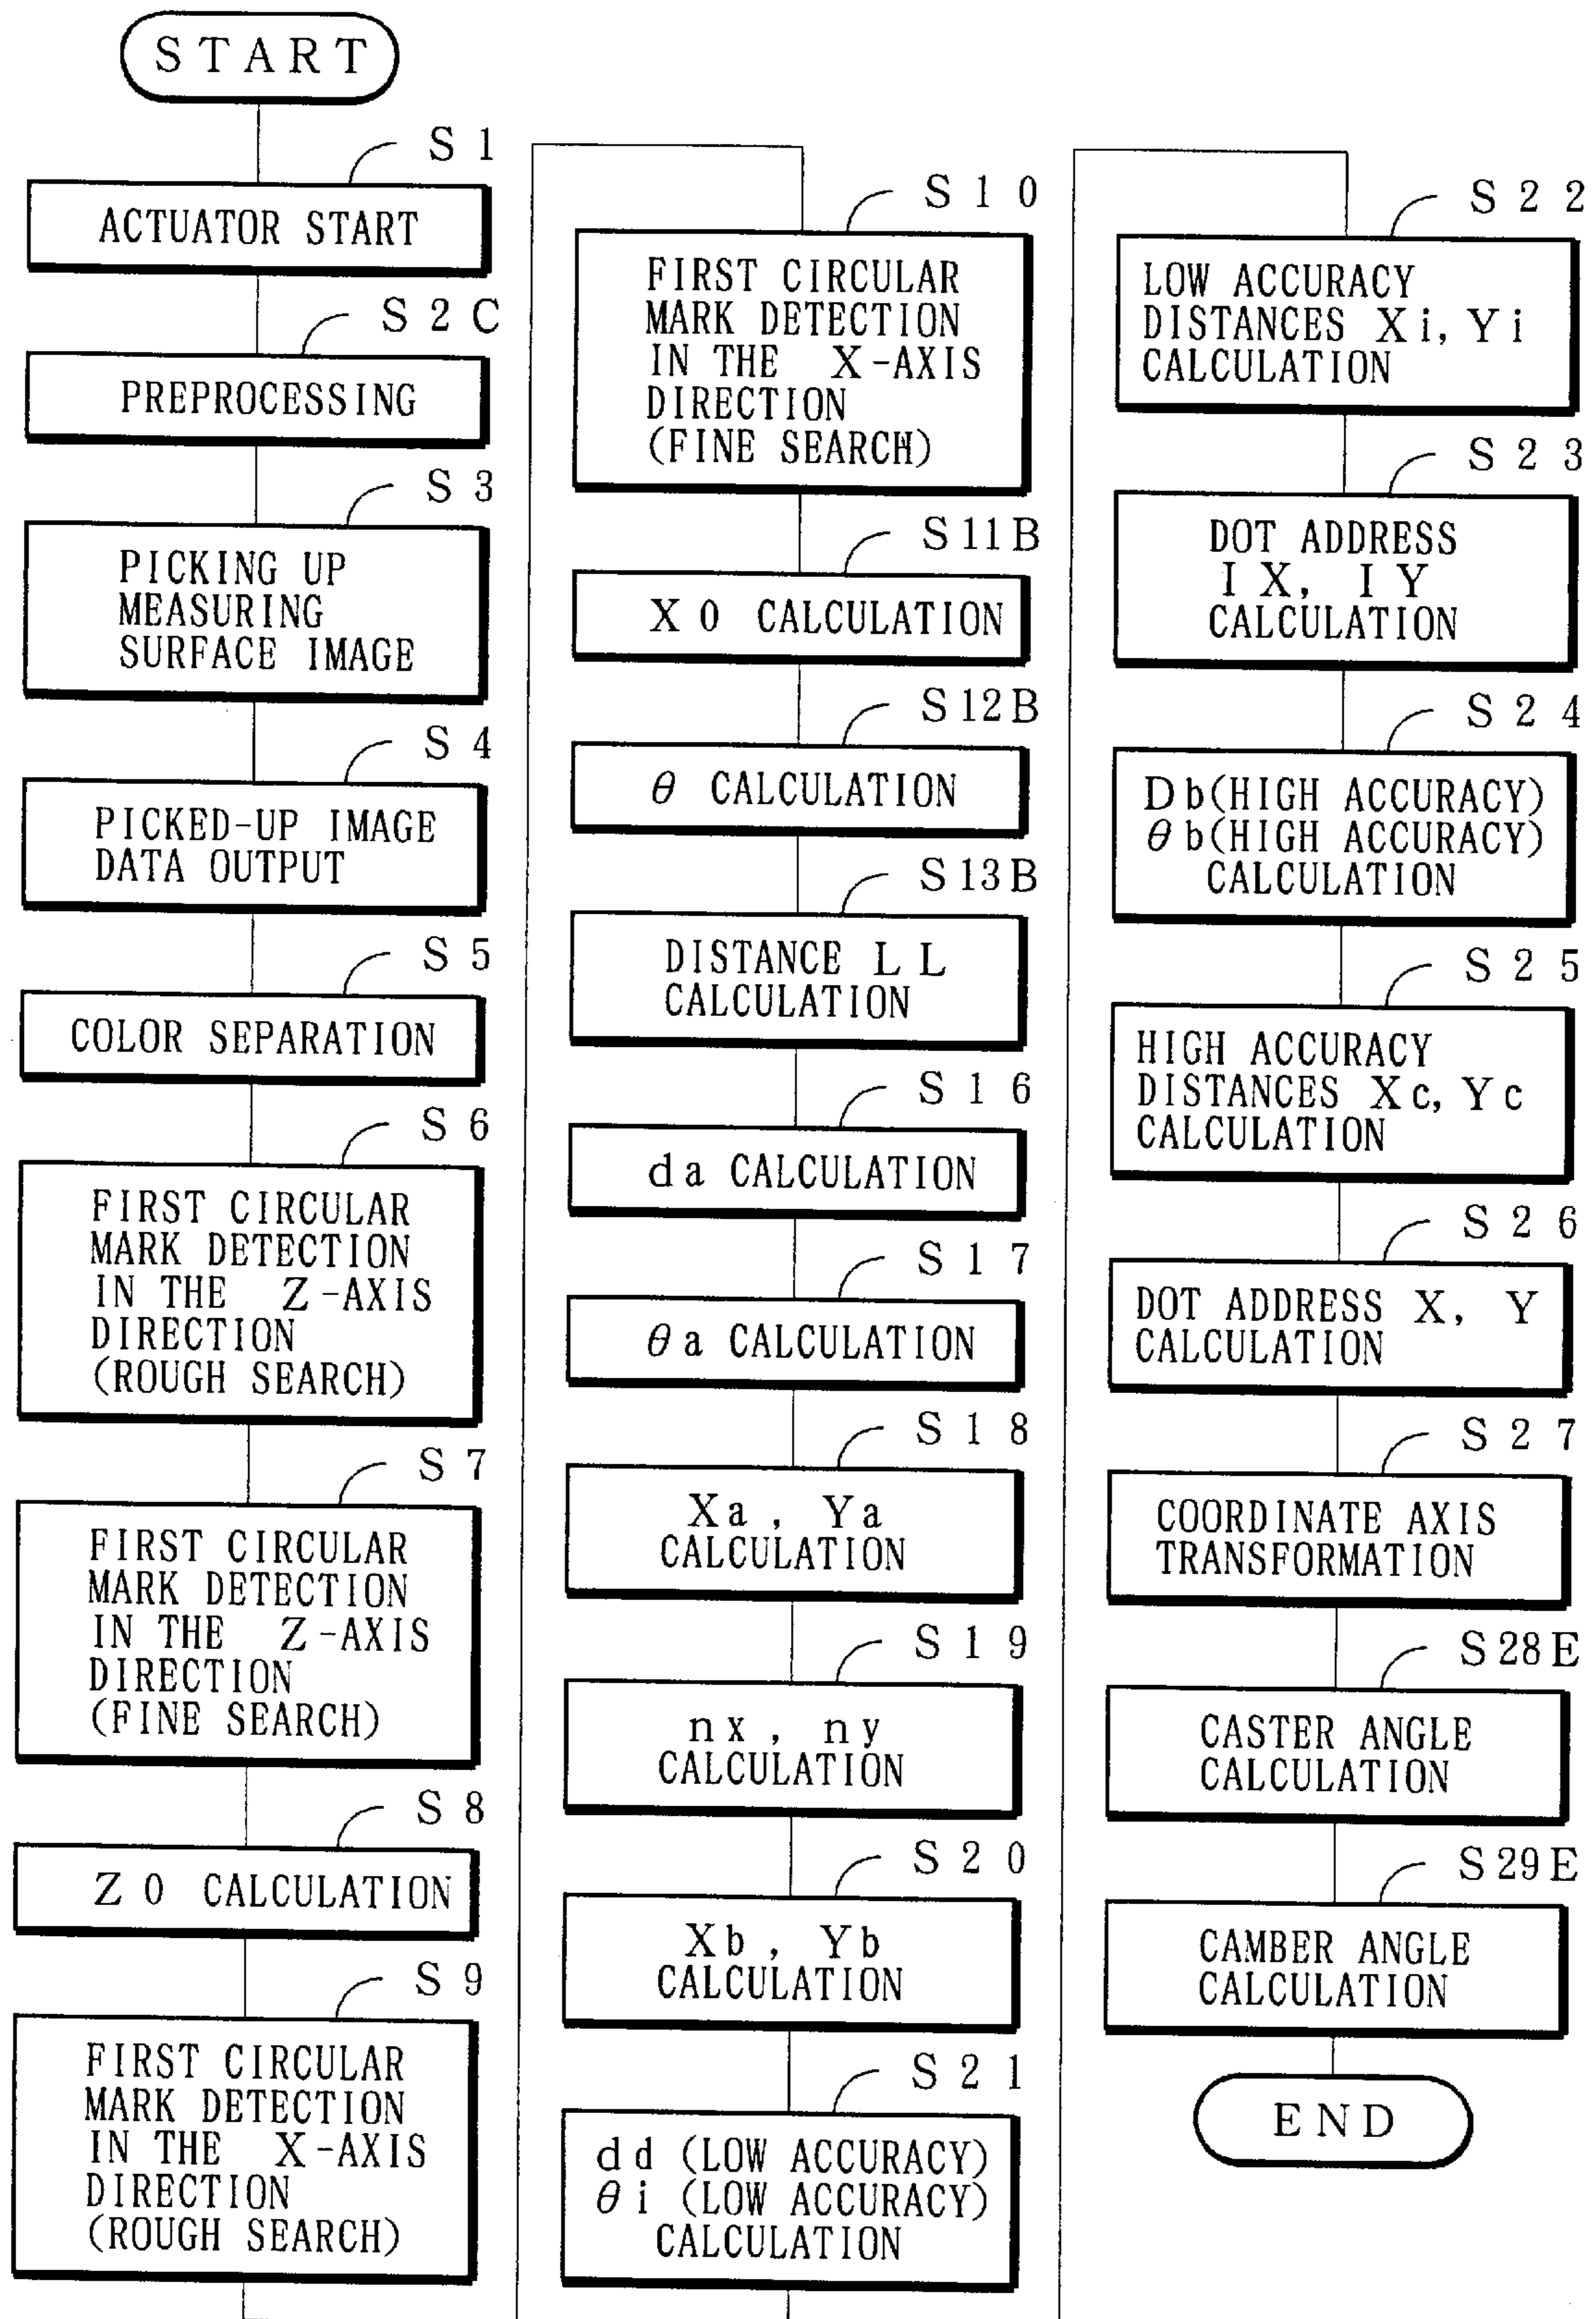 START
S1
ACTUATOR START
S2C
PREPROCESSING
S3
PICKING UP
MEASURING
SURFACE IMAGE
S4
PICKED-UP IMAGE
DATA OUTPUT
S5
COLOR SEPARATION
S6
FIRST CIRCULAR
MARK DETECTION
IN THE Z-AXIS
DIRECTION
(ROUGH SEARCH)
S7
FIRST CIRCULAR
MARK DETECTION
IN THE Z-AXIS
DIRECTION
(FINE SEARCH)
S8
Z0 CALCULATION
S9
FIRST CIRCULAR
MARK DETECTION
IN THE X-AXIS
DIRECTION
(ROUGH SEARCH)
S10
FIRST CIRCULAR
MARK DETECTION
IN THE X-AXIS
DIRECTION
(FINE SEARCH)
S11B
X0 CALCULATION
S12B
θ CALCULATION
S13B
DISTANCE LL
CALCULATION
S16
da CALCULATION
S17
θa CALCULATION
S18
Xa, Ya
CALCULATION
S19
nx, ny
CALCULATION
S20
Xb, Yb
CALCULATION
S21
dd (LOW ACCURACY)
θi (LOW ACCURACY)
CALCULATION
S22
LOW ACCURACY
DISTANCES Xi, Yi
CALCULATION
S23
DOT ADDRESS
IX, IY
CALCULATION
S24
Db(HIGH ACCURACY)
θb(HIGH ACCURACY)
CALCULATION
S25
HIGH ACCURACY
DISTANCES Xc, Yc
CALCULATION
S26
DOT ADDRESS X, Y
CALCULATION
S27
COORDINATE AXIS
TRANSFORMATION
S28E
CASTER ANGLE
CALCULATION
S29E
CAMBER ANGLE
CALCULATION
END